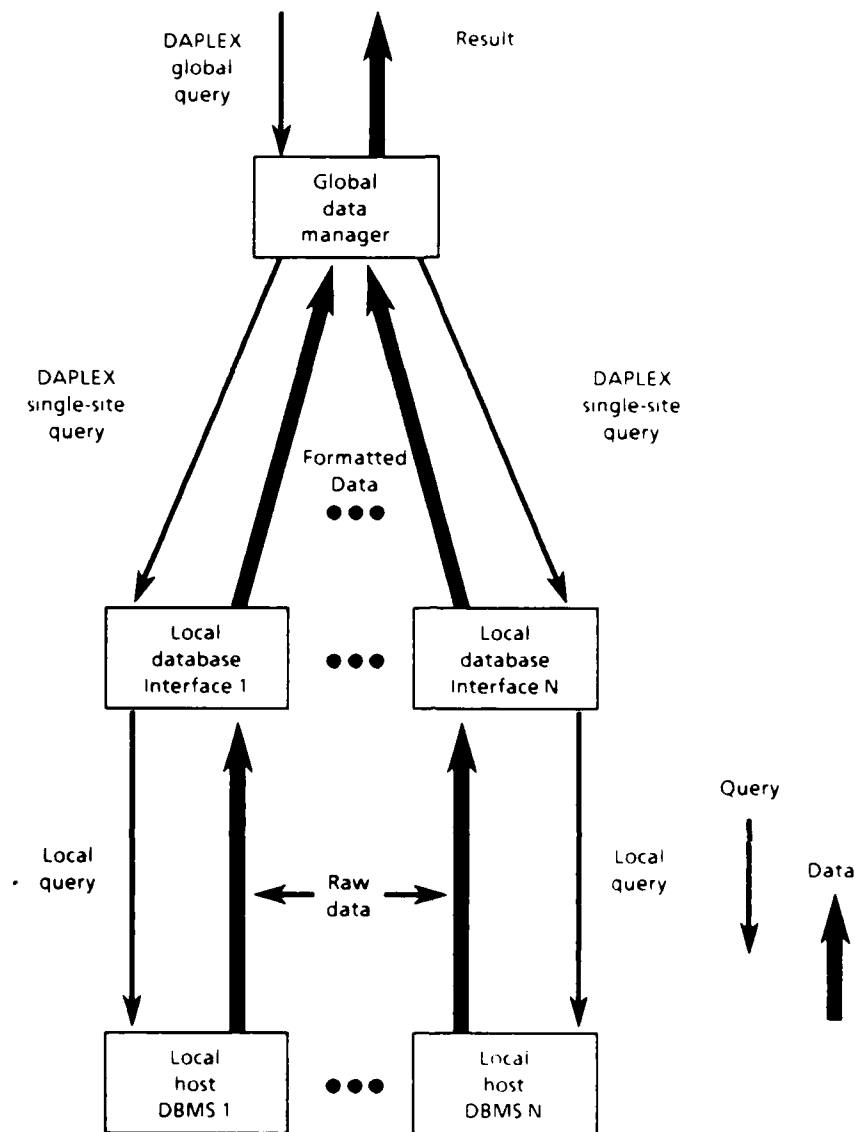 DAPLEX
global
query
Result
Global
data
manager
DAPLEX
single-site
query
DAPLEX
single-site
query
Formatted
Data
Local
database
Interface 1
Local
database
Interface N
Query
Local
query
Raw
data
Local
query
Data
Local
host
DBMS 1
Local
host
DBMS N